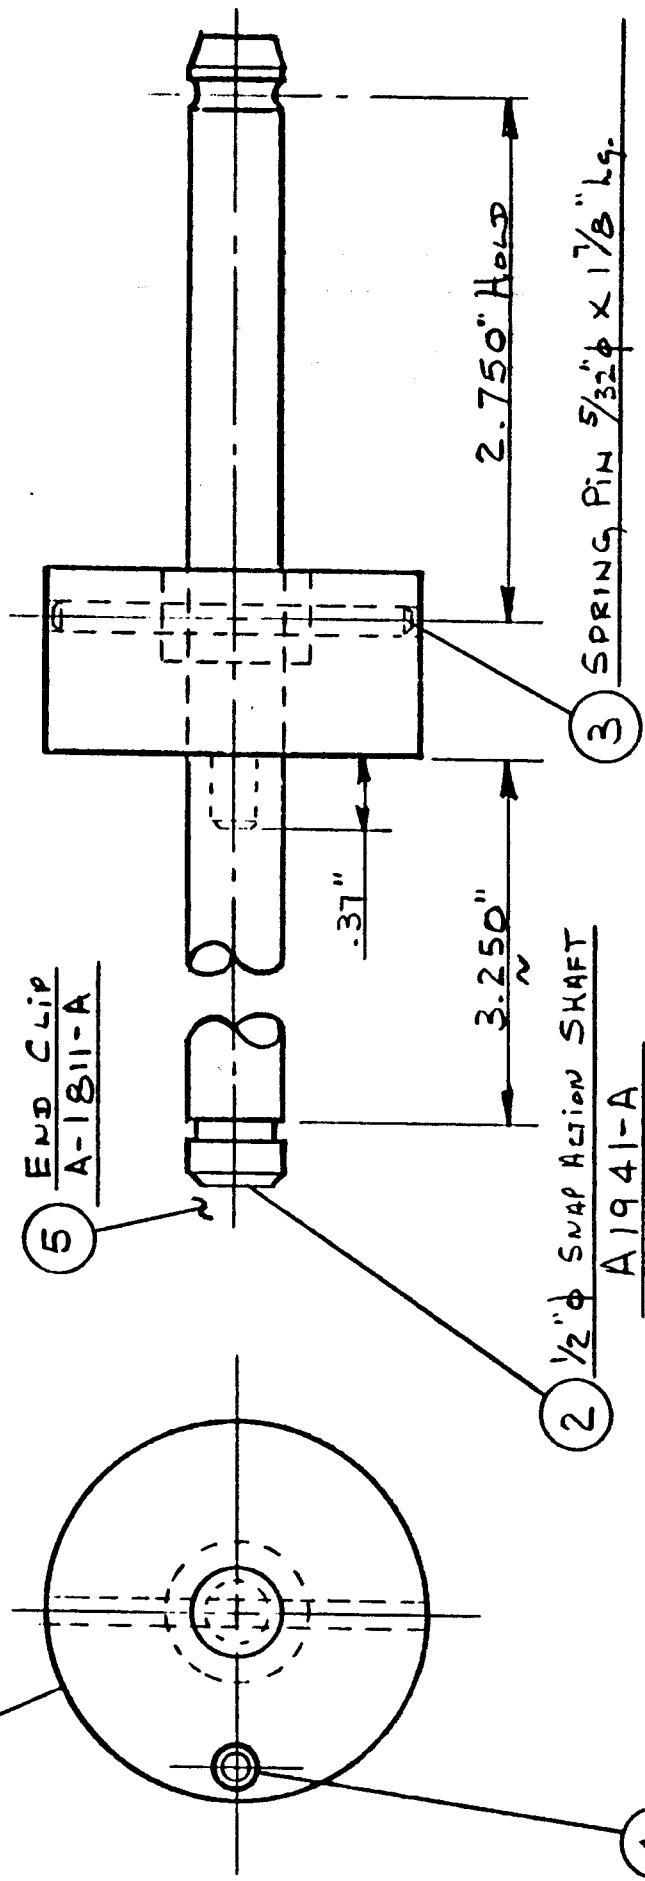 5
END CLIP
A-1811-A
.37"
2.750" HOLD
3.250"
~
3
SPRING PIN 5/32"φ x 1 7/8" Lg.
2
1/2"φ SNAP ACTION SHAFT
A1941-A